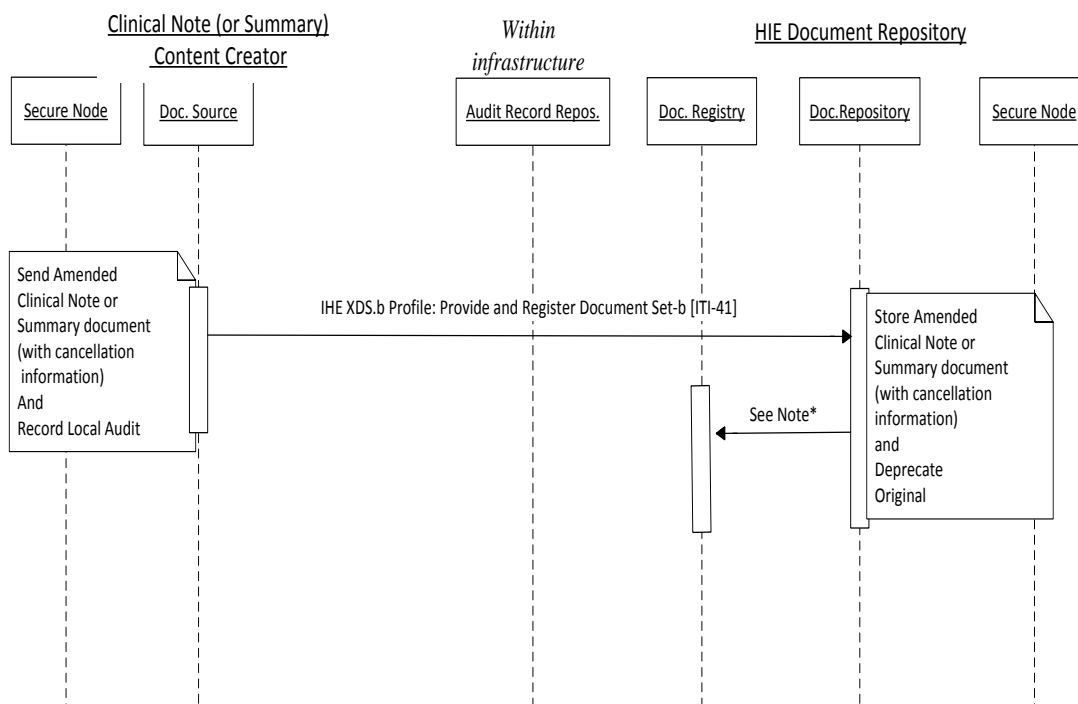 Clinical Note (or Summary)
Content Creator
Within
infrastructure
HIE Document Repository
Secure Node
Doc. Source
Audit Record Repos.
Doc. Registry
Doc.Repository
Secure Node
Send Amended
Clinical Note or
Summary document
(with cancellation
information)
And
Record Local Audit
IHE XDS.b Profile: Provide and Register Document Set-b [ITI-41]
See Note*
Store Amended
Clinical Note or
Summary document
(with cancellation
information)
and
Deprecate
Original